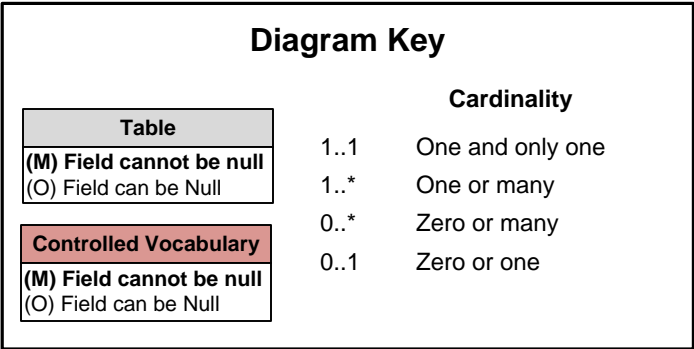 Diagram Key
Table
(M) Field cannot be null
(O) Field can be Null
Controlled Vocabulary
(M) Field cannot be null
(O) Field can be Null
Cardinality
1..1 One and only one
1..* One or many
0..* Zero or many
0..1 Zero or one